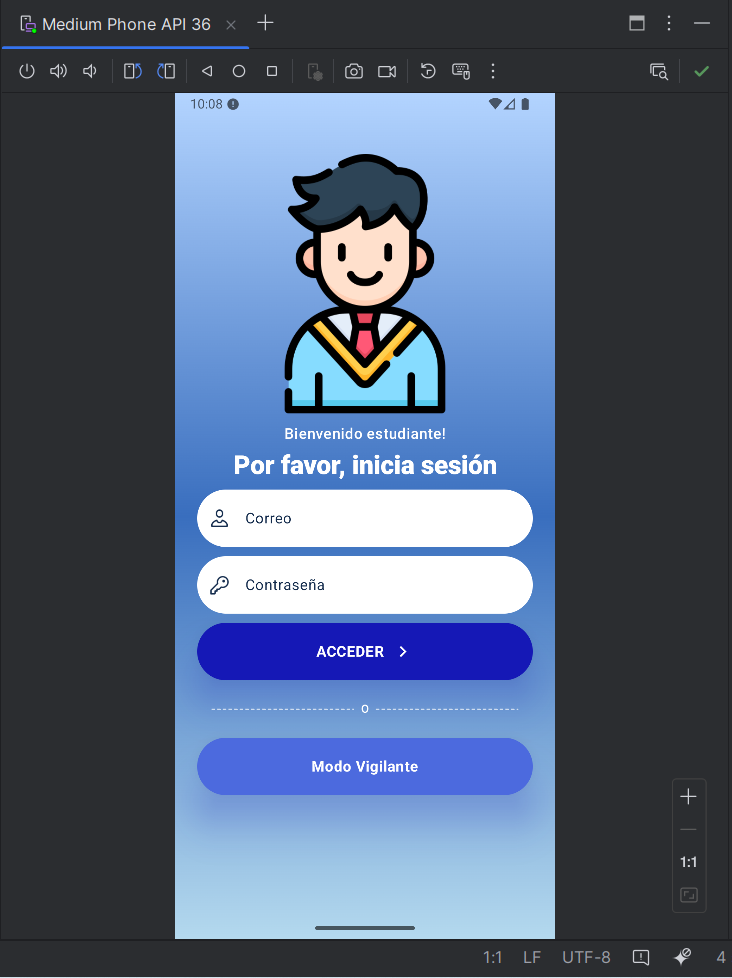 Medium Phone API 36
10:08
Bienvenido estudiante!
Por favor, inicia sesión
Correo
Contraseña
ACCEDER
O
Modo Vigilante
1:1
1:1 LF UTF-8 4